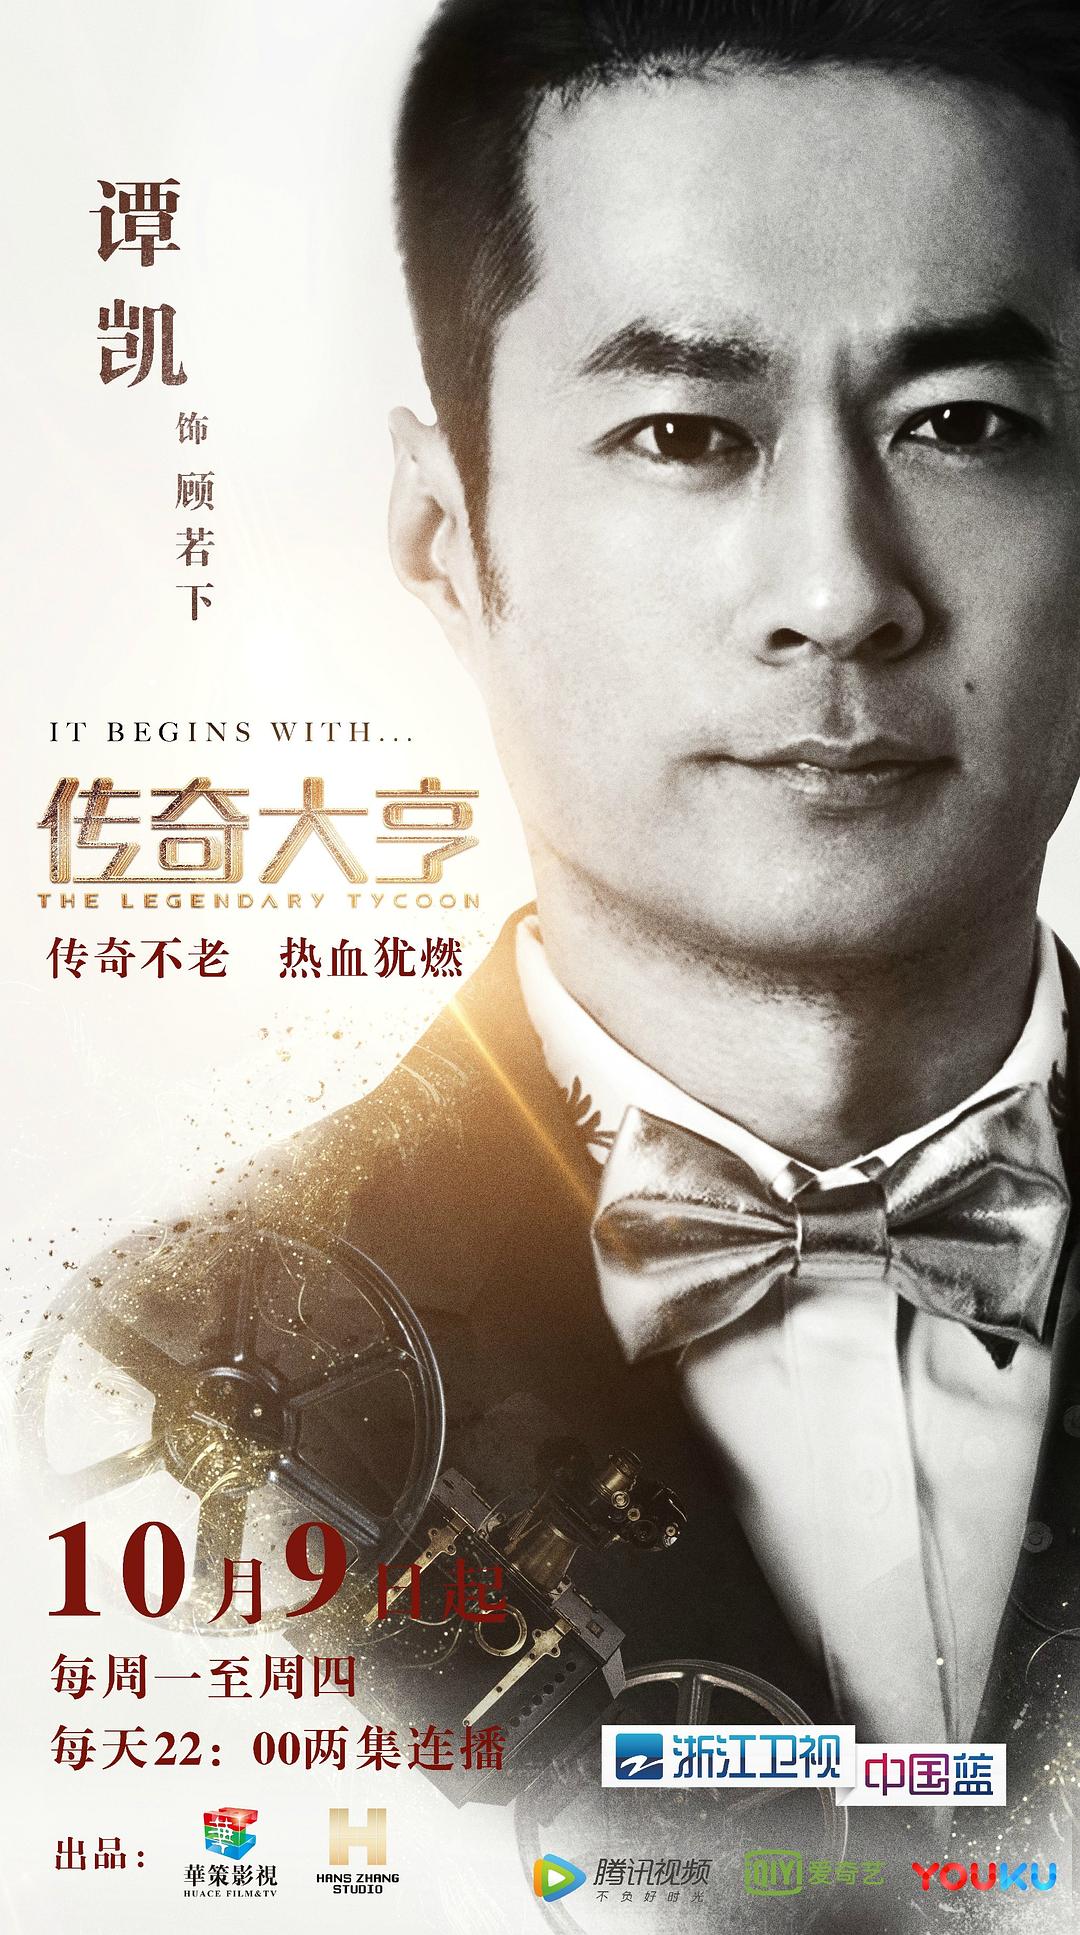 谭凯
饰 顾若下
IT BEGINS WITH...
传奇大亨
THE LEGENDARY TYCOON
传奇不老 热血犹燃
10月9日起
每周一至周四
每天22：00两集连播
浙江卫视
中国蓝
出品：
華策影視
HUACE FILM&TV
HANS ZHANG
STUDIO
腾讯视频
不负好时光
iQIYI 爱奇艺
YOUKU